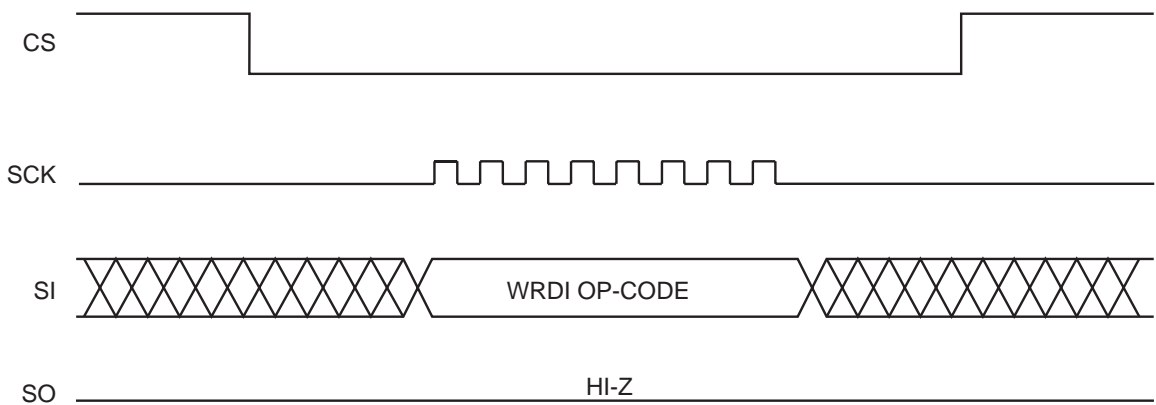 CS
SCK
SI
WRDI OP-CODE
SO
HI-Z